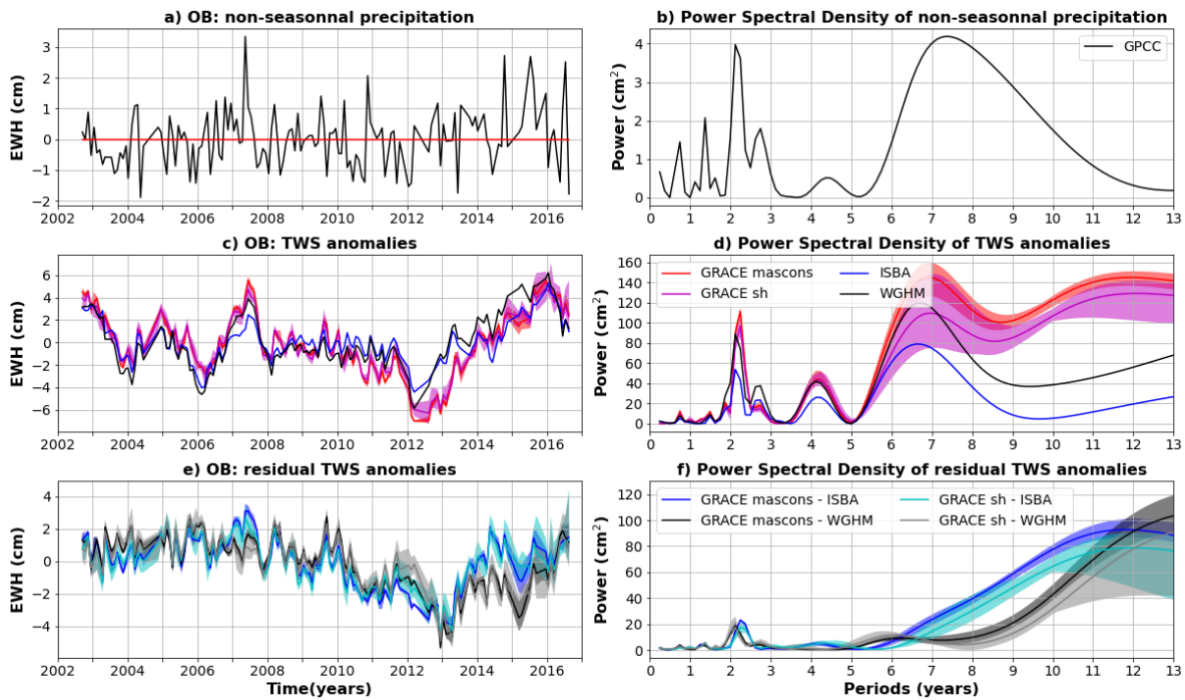 a) OB: non-seasonnal precipitation
EWH (cm)
3
2
1
0
−1
−2
2002 2004 2006 2008 2010 2012 2014 2016
b) Power Spectral Density of non-seasonnal precipitation
Power (cm²)
4
3
2
1
0
GPCC
0 1 2 3 4 5 6 7 8 9 10 11 12 13
c) OB: TWS anomalies
EWH (cm)
6
4
2
0
−2
−4
−6
2002 2004 2006 2008 2010 2012 2014 2016
d) Power Spectral Density of TWS anomalies
Power (cm²)
160
140
120
100
80
60
40
20
0
GRACE mascons ISBA
GRACE sh WGHM
0 1 2 3 4 5 6 7 8 9 10 11 12 13
e) OB: residual TWS anomalies
EWH (cm)
4
2
0
−2
−4
2002 2004 2006 2008 2010 2012 2014 2016
Time(years)
f) Power Spectral Density of residual TWS anomalies
Power (cm²)
120
100
80
60
40
20
0
GRACE mascons - ISBA GRACE sh - ISBA
GRACE mascons - WGHM GRACE sh - WGHM
0 1 2 3 4 5 6 7 8 9 10 11 12 13
Periods (years)